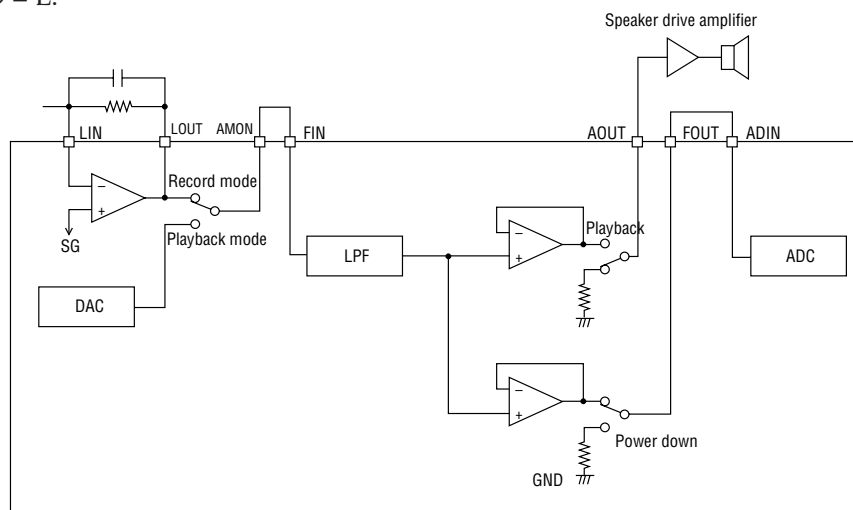 = L.
Speaker drive amplifier
LIN
LOUT
AMON
FIN
AOUT
FOUT
ADIN
−
+
SG
Record mode
Playback mode
DAC
LPF
−
+
Playback
ADC
−
+
Power down
GND